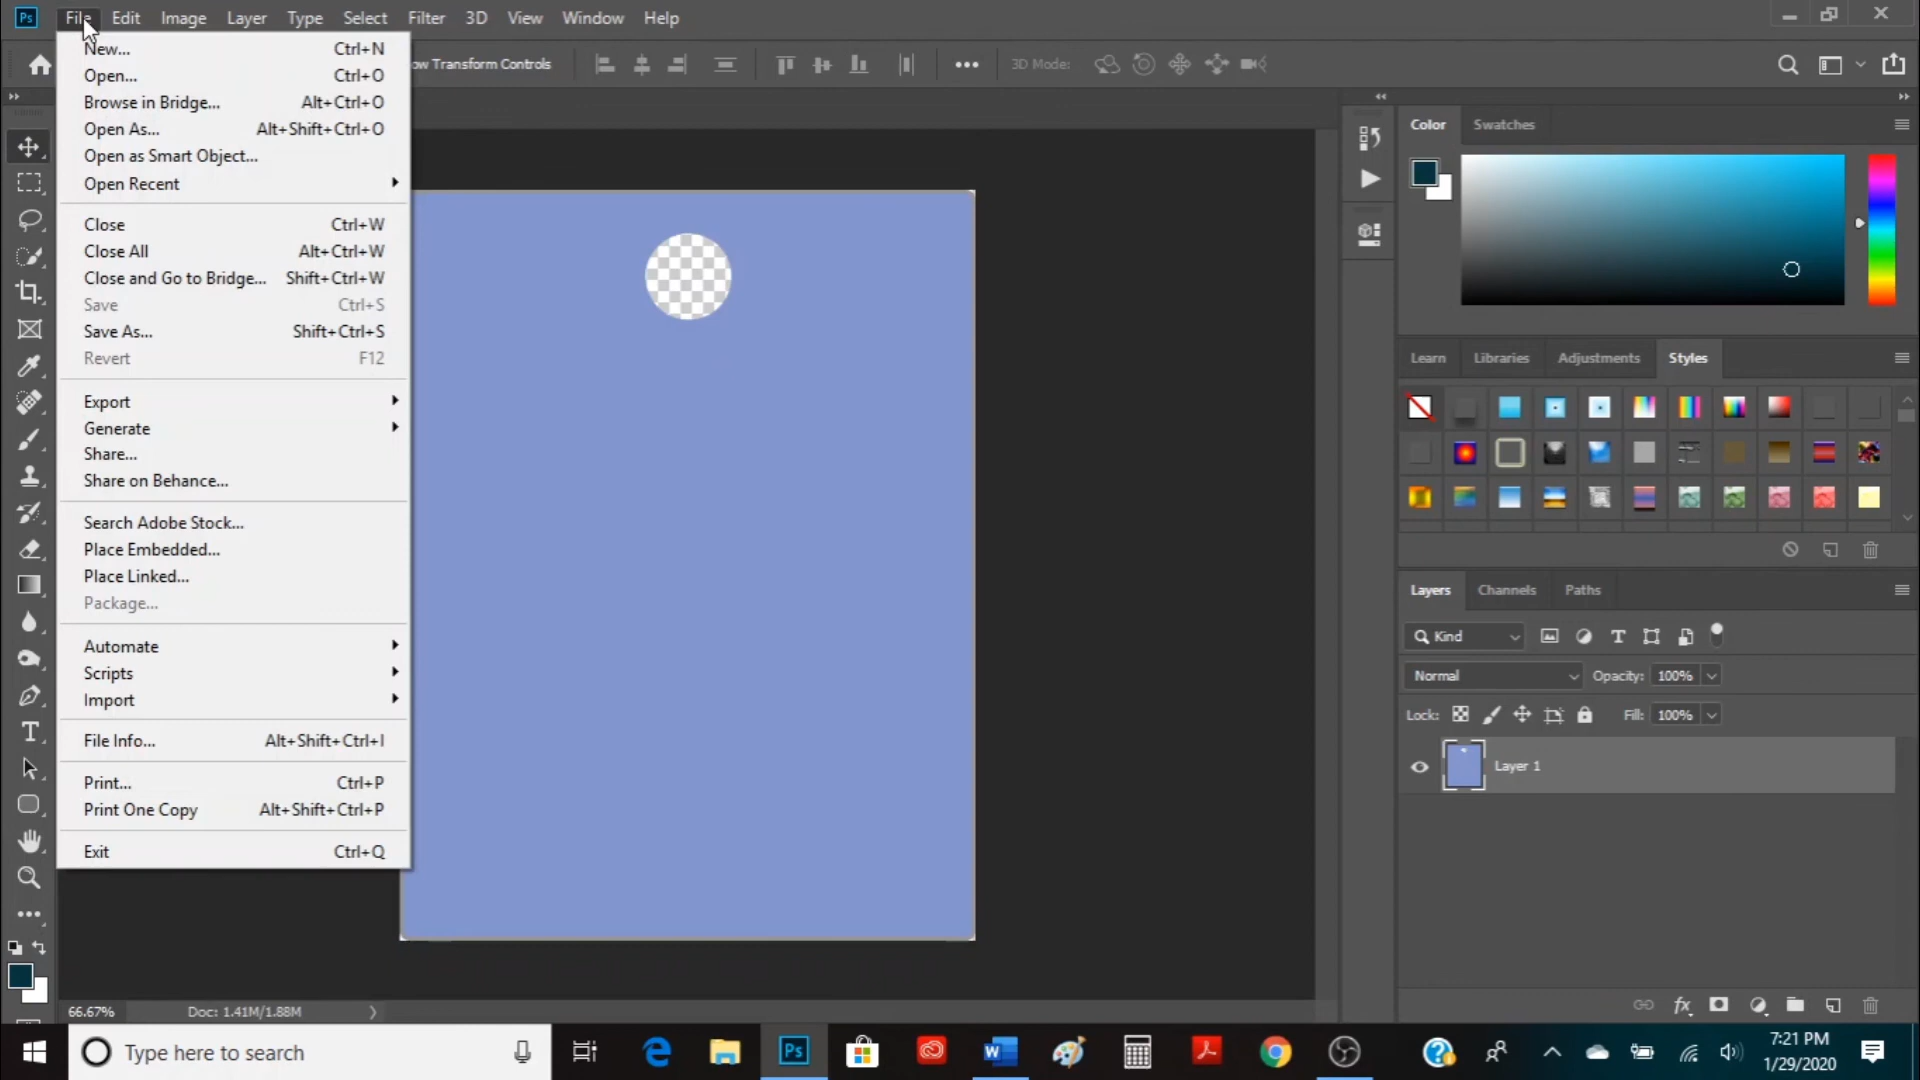 Ps File Edit Image Layer Type Select Filter 3D View Window Help
New... Ctrl+N
Open... Ctrl+O
Browse in Bridge... Alt+Ctrl+O
Open As... Alt+Shift+Ctrl+O
Open as Smart Object...
Open Recent
Close Ctrl+W
Close All Alt+Ctrl+W
Close and Go to Bridge... Shift+Ctrl+W
Save Ctrl+S
Save As... Shift+Ctrl+S
Revert F12
Export
Generate
Share...
Share on Behance...
Search Adobe Stock...
Place Embedded...
Place Linked...
Package...
Automate
Scripts
Import
File Info... Alt+Shift+Ctrl+I
Print... Ctrl+P
Print One Copy Alt+Shift+Ctrl+P
Exit Ctrl+Q
Transform Controls
3D Mode:
Color Swatches
Learn Libraries Adjustments Styles
Layers Channels Paths
Kind
Normal Opacity: 100%
Lock: Fill: 100%
Layer 1
fx
66.67% Doc: 1.41M/1.88M
Type here to search
Ps
W
7:21 PM
1/29/2020